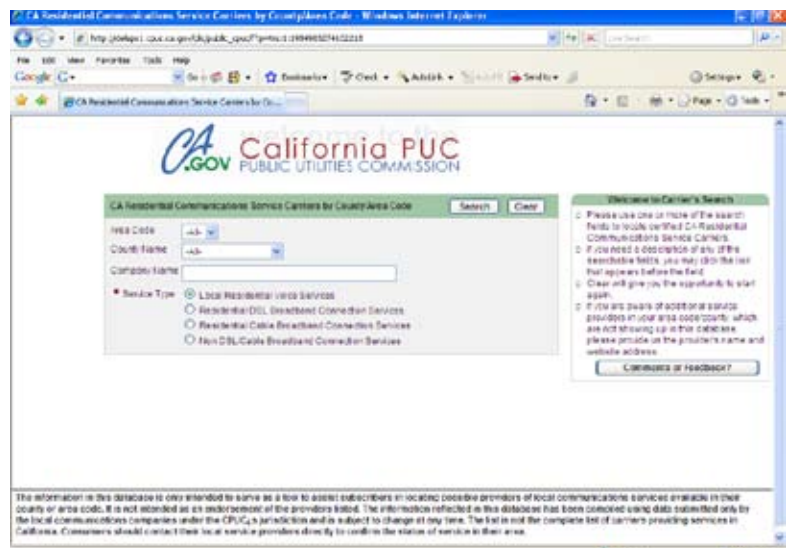 CA Residential Communications Service Carriers by County/Area Code - Windows Internet Explorer
File Edit View Favorites Tools Help
Google
Settings
CA Residential Communications Service Carriers by Co...
Page Tools
welcome to the
CA.GOV California PUC
PUBLIC UTILITIES COMMISSION
CA Residential Communications Service Carriers by County/Area Code Search Clear
Area Code -All-
County Name -All-
Company Name
* Service Type Local Residential Voice Services
Residential DSL Broadband Connection Services
Residential Cable Broadband Connection Services
Non DSL/Cable Broadband Connection Services
Welcome to Carrier's Search
Please use one or more of the search
fields to locate certified CA Residential
Communications Service Carriers.
If you need a description of any of the
searchable fields, you may click the text
that appears before the field.
Clear will give you the opportunity to start
again.
If you are aware of additional service
providers in your area code/county, which
are not showing up in this database,
please provide us the provider's name and
website address.
Comments or Feedback?
The information in this database is only intended to serve as a tool to assist subscribers in locating possible providers of local communications services available in their
county or area code. It is not intended as an endorsement of the providers listed. The information reflected in this database has been compiled using data submitted only by
the local communications companies under the CPUC¿s jurisdiction and is subject to change at any time. The list is not the complete list of carriers providing services in
California. Consumers should contact their local service providers directly to confirm the status of service in their area.